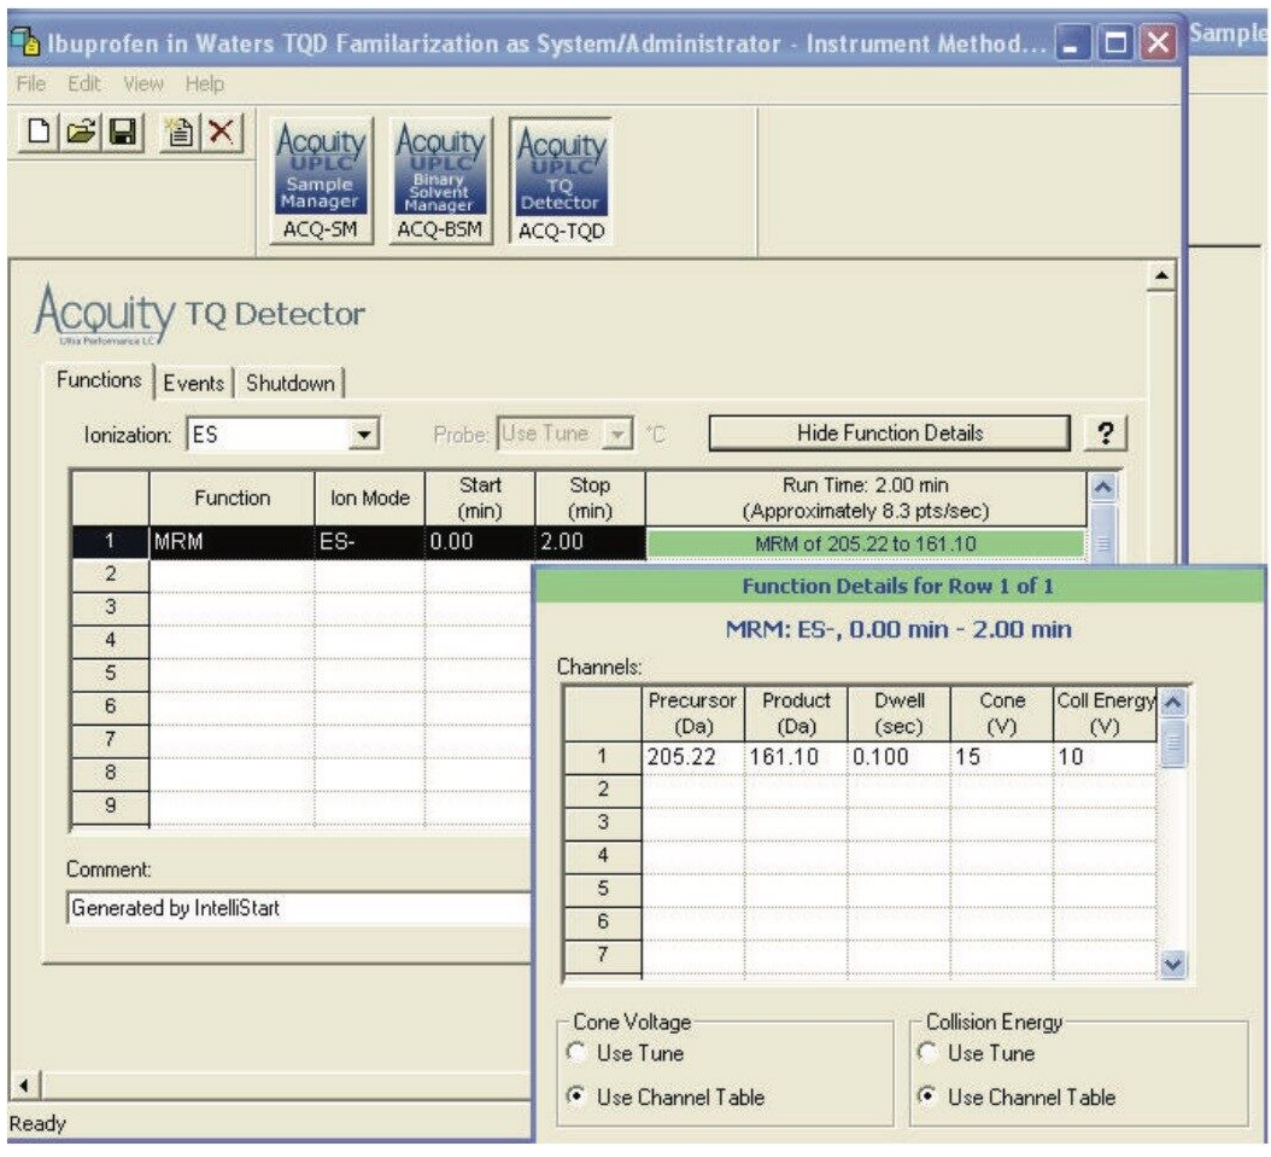 Ibuprofen in Waters TQD Familarization as System/Administrator - Instrument Method...
Sample
File Edit View Help
Acquity UPLC Sample Manager
ACQ-SM
Acquity UPLC Binary Solvent Manager
ACQ-BSM
Acquity UPLC TQ Detector
ACQ-TQD
Acquity TQ Detector
Ultra Performance LC
Functions Events Shutdown
Ionization: ES Probe: Use Tune °C Hide Function Details ?
Function Ion Mode Start (min) Stop (min) Run Time: 2.00 min (Approximately 8.3 pts/sec)
1 MRM ES- 0.00 2.00 MRM of 205.22 to 161.10
2
3
4
5
6
7
8
9
Comment:
Generated by IntelliStart
Function Details for Row 1 of 1
MRM: ES-, 0.00 min - 2.00 min
Channels:
Precursor (Da) Product (Da) Dwell (sec) Cone (V) Coll Energy (V)
1 205.22 161.10 0.100 15 10
2
3
4
5
6
7
Cone Voltage
Use Tune
Use Channel Table
Collision Energy
Use Tune
Use Channel Table
Ready